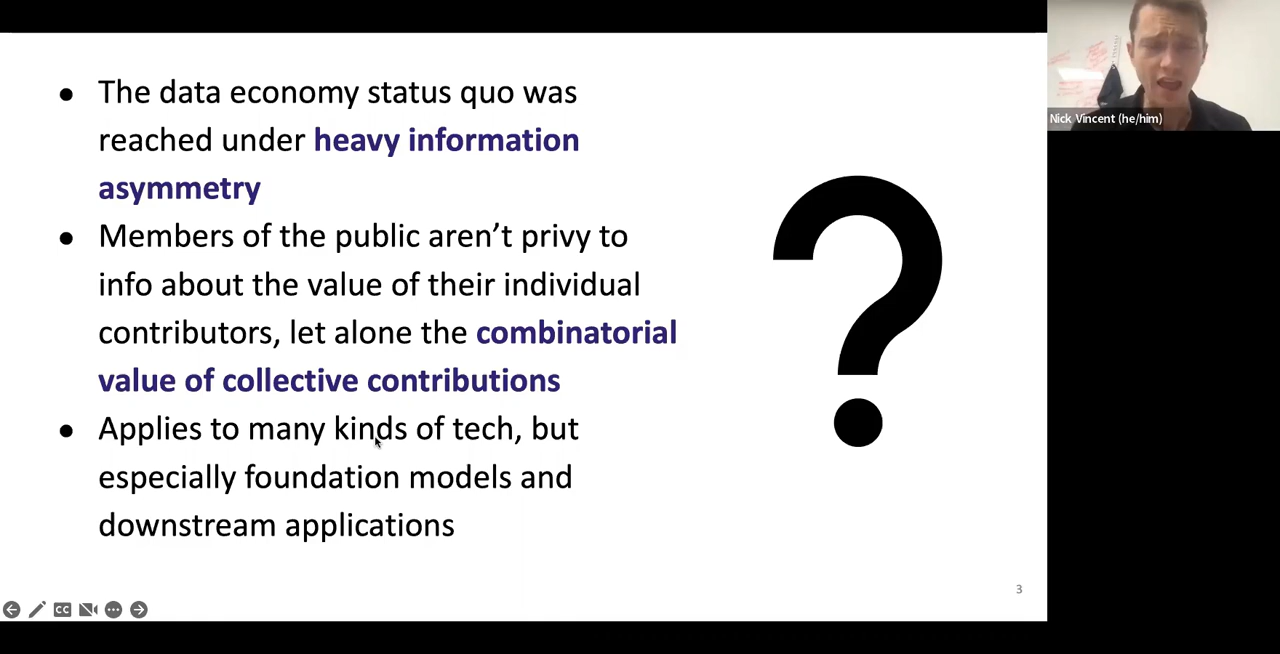 ● The data economy status quo was
reached under heavy information
asymmetry
● Members of the public aren’t privy to
info about the value of their individual
contributors, let alone the combinatorial
value of collective contributions
● Applies to many kinds of tech, but
especially foundation models and
downstream applications
?
3
CC
Nick Vincent (he/him)